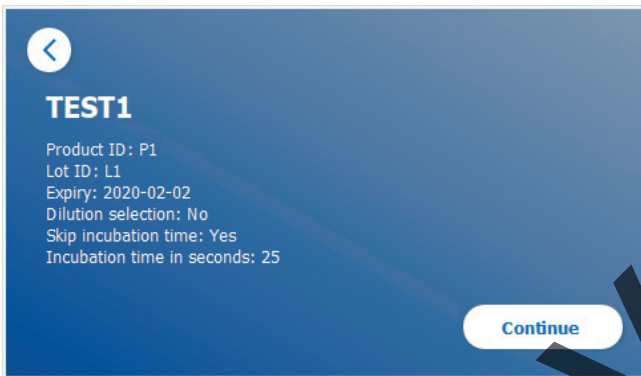 TEST1
Product ID: P1
Lot ID: L1
Expiry: 2020-02-02
Dilution selection: No
Skip incubation time: Yes
Incubation time in seconds: 25
Continue